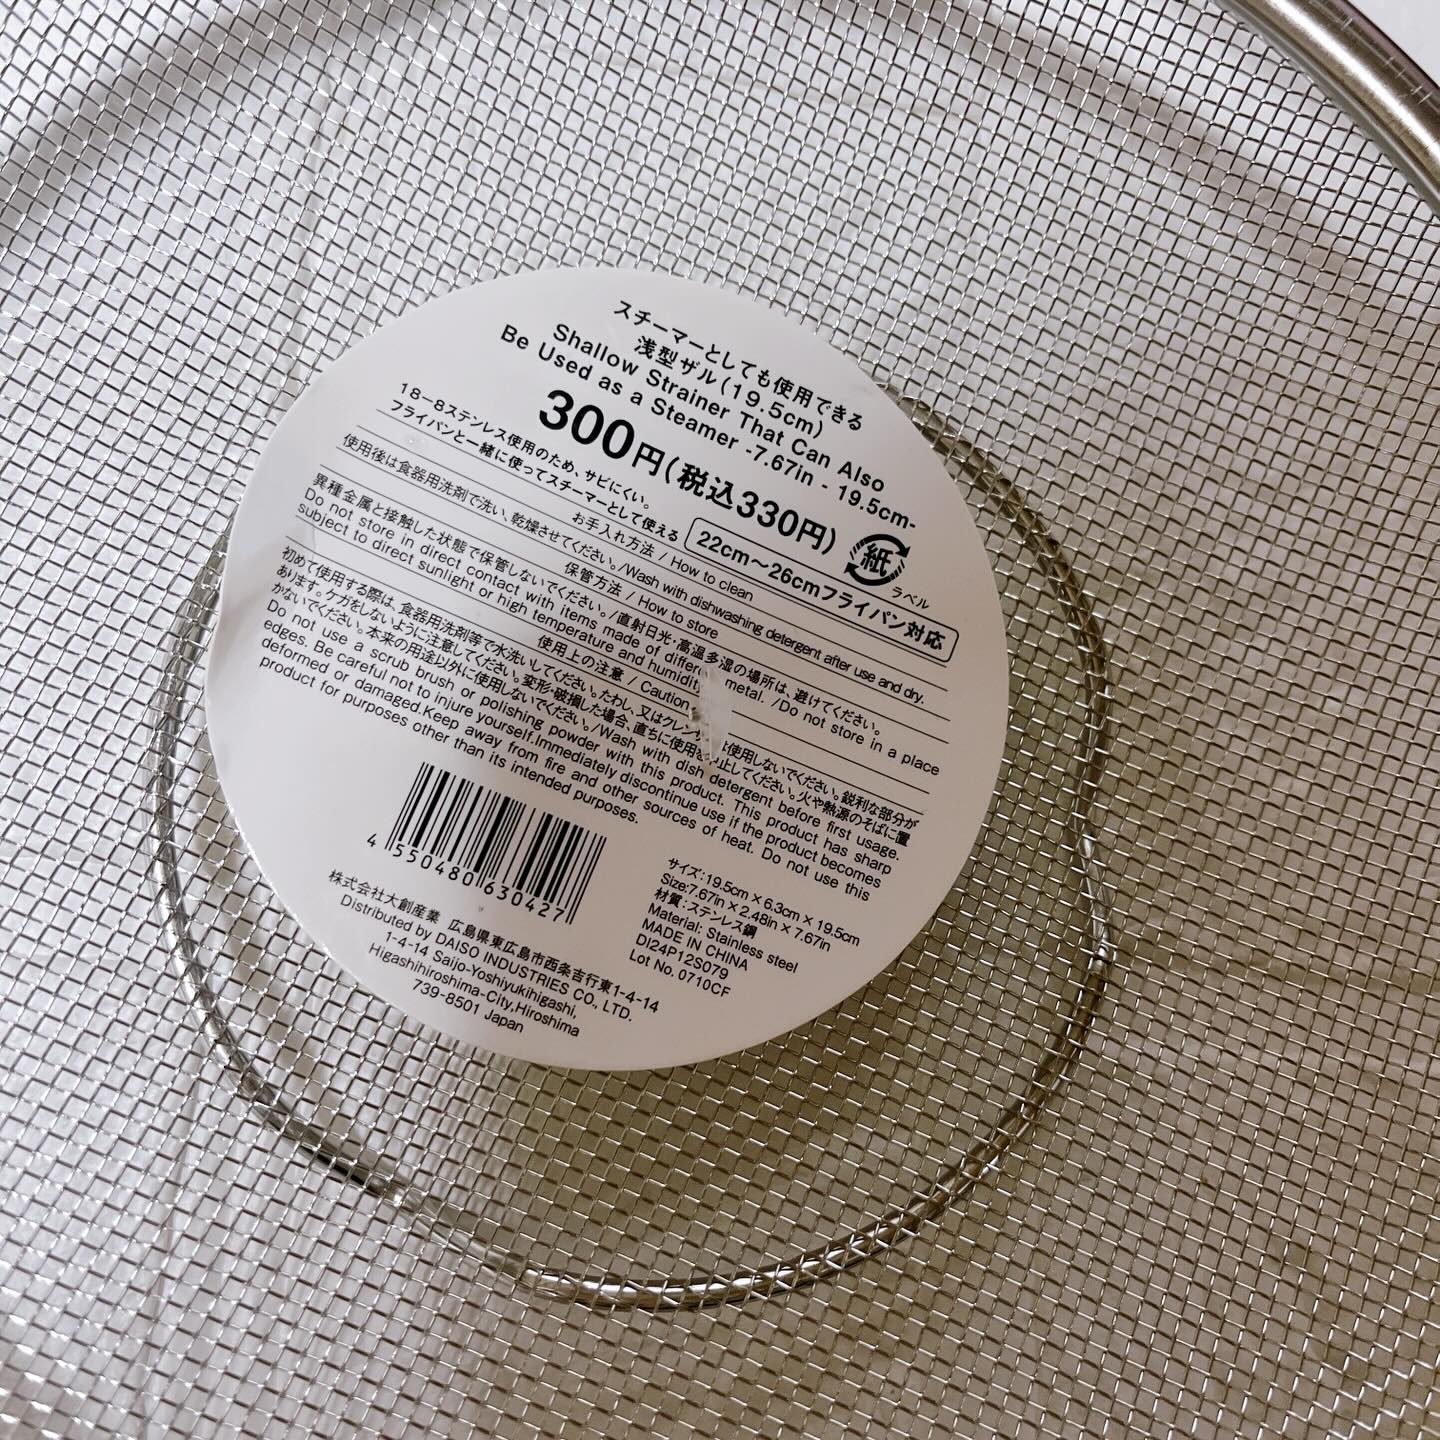 スチーマーとしても使用できる
浅型ザル(19.5cm)
Shallow Strainer That Can Also
Be Used as a Steamer -7.67in - 19.5cm-
300円(税込330円)
紙
ラベル
18-8ステンレス使用のため、サビにくい。
フライパンと一緒に使ってスチーマーとして使える
22cm～26cmフライパン対応
お手入れ方法 / How to clean
使用後は食器用洗剤で洗い、乾燥させてください。/Wash with dishwashing detergent after use and dry.
保管方法 / How to store
異種金属と接触した状態で保管しないでください。/直射日光・高温多湿の場所は、避けてください。
Do not store in direct contact with items made of metal. /Do not store in a place
subject to direct sunlight or high temperature and humidity
使用上の注意 / Caution
初めて使用する際は、食器用洗剤等で水洗いしてください。たわし、又はクレン は使用しないでください。鋭利な部分が
あります。ケガをしないように注意してください。変形・破損した場合、直ちに使用を 止してください。火や熱源のそばに置
かないでください。本来の用途以外に使用しないでください。/Wash with dish detergent before first usage.
Do not use a scrub brush or polishing powder with this product. This product has sharp
edges. Be careful not to injure yourself.Immediately discontinue use if the product becomes
deformed or damaged.Keep away from fire and other sources of heat. Do not use this
product for purposes other than its intended purposes.
4 550480 630427
サイズ:19.5cm × 6.3cm × 19.5cm
Size:7.67in × 2.48in × 7.67in
材質:ステンレス鋼
Material: Stainless steel
MADE IN CHINA
DI24P12S079
Lot No. 0710CF
株式会社大創産業 広島県東広島市西条吉行東1-4-14
Distributed by DAISO INDUSTRIES CO., LTD.
1-4-14 Saijo-Yoshiyukihigashi,
Higashihiroshima-City,Hiroshima
739-8501 Japan